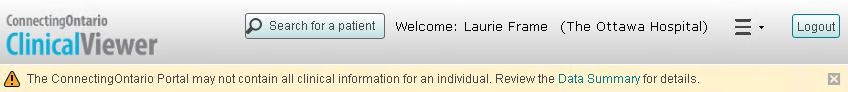 ConnectingOntario
ClinicalViewer
Search for a patient
Welcome: Laurie Frame (The Ottawa Hospital)
Logout
The ConnectingOntario Portal may not contain all clinical information for an individual. Review the Data Summary for details.